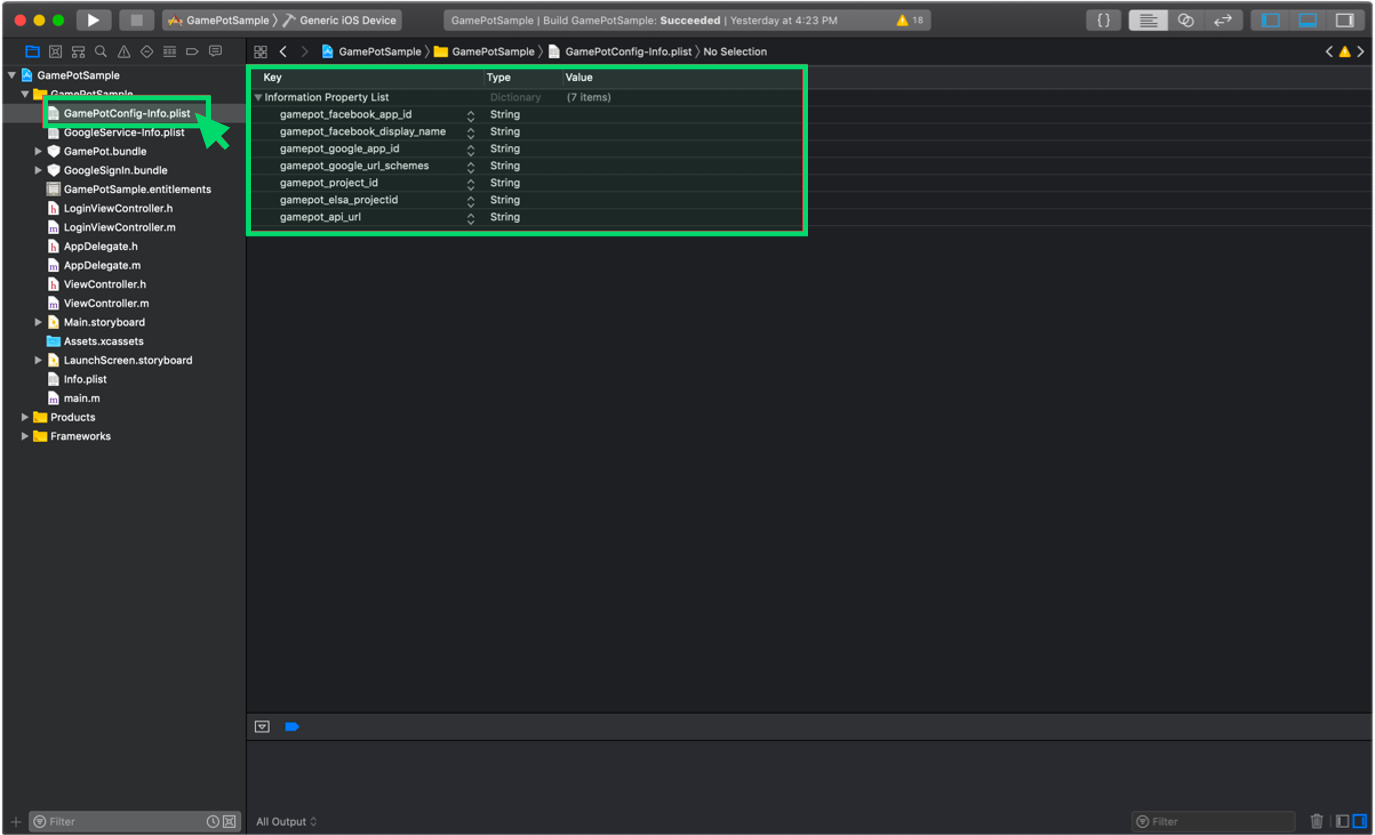 GamePotSample 〉 Generic iOS Device
GamePotSample | Build GamePotSample: Succeeded | Yesterday at 4:23 PM
18
{ }
GamePotSample 〉 GamePotSample 〉 GamePotConfig-Info.plist 〉 No Selection
GamePotSample
GamePotSample
GamePotConfig-Info.plist
GoogleService-Info.plist
GamePot.bundle
GoogleSignIn.bundle
GamePotSample.entitlements
h LoginViewController.h
m LoginViewController.m
h AppDelegate.h
m AppDelegate.m
h ViewController.h
m ViewController.m
Main.storyboard
Assets.xcassets
LaunchScreen.storyboard
Info.plist
m main.m
Products
Frameworks
Filter
Key Type Value
Information Property List Dictionary (7 items)
gamepot_facebook_app_id String
gamepot_facebook_display_name String
gamepot_google_app_id String
gamepot_google_url_schemes String
gamepot_project_id String
gamepot_elsa_projectid String
gamepot_api_url String
All Output
Filter